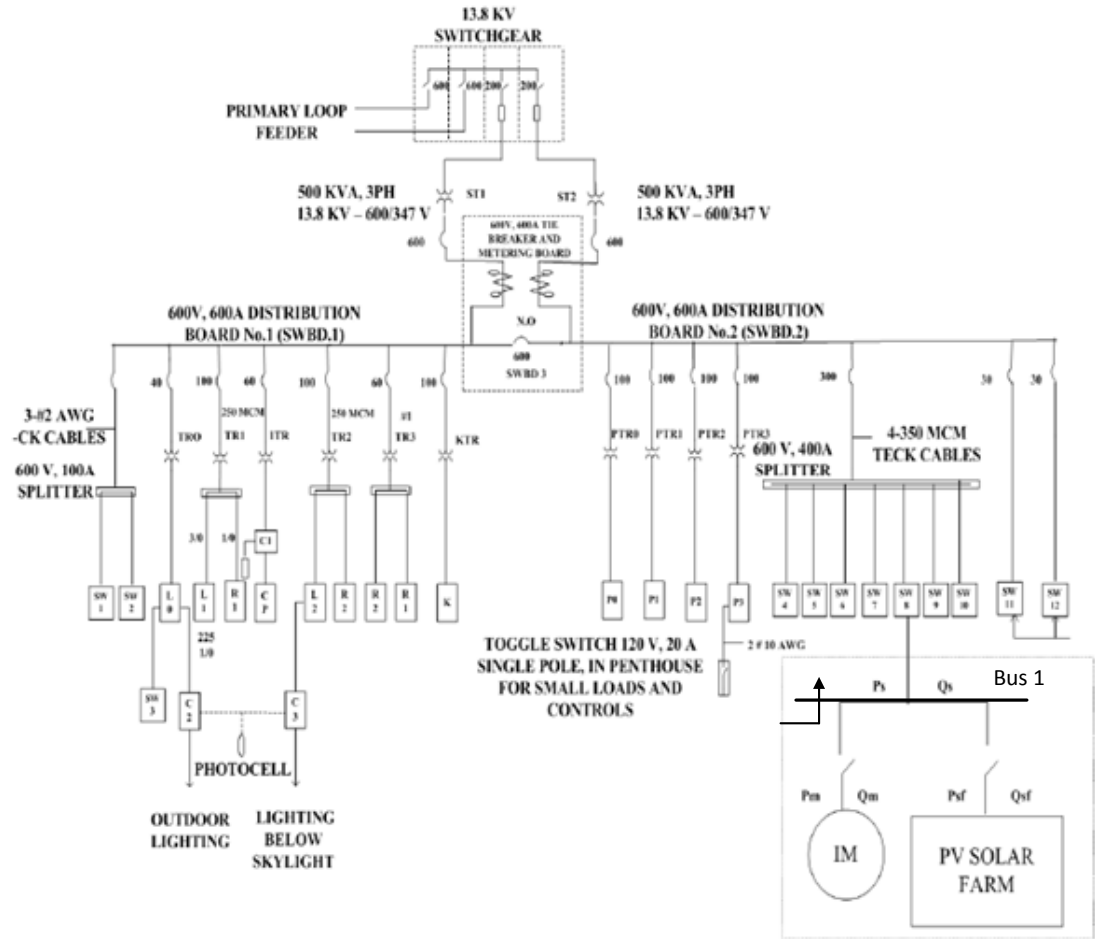 13.8 KV
SWITCHGEAR
600
600
200
200
PRIMARY LOOP
FEEDER
500 KVA, 3PH
13.8 KV – 600/347 V
ST1
ST2
500 KVA, 3PH
13.8 KV – 600/347 V
600
600V, 600A TIE
BREAKER AND
METERING BOARD
600
600V, 600A DISTRIBUTION
BOARD No.1 (SWBD.1)
N.O
600
SWBD 3
600V, 600A DISTRIBUTION
BOARD No.2 (SWBD.2)
40
100
60
100
60
100
100
100
100
100
300
30
30
3-#2 AWG
-CK CABLES
250 MCM
250 MCM
#1
TRO
TR1
ITR
TR2
TR3
KTR
PTR0
PTR1
PTR2
PTR3
4-350 MCM
TECK CABLES
600 V, 100A
SPLITTER
600 V, 400A
SPLITTER
3/0
1/0
C1
SW 1
SW 2
L 0
L 1
R 1
C P
L 2
R 2
R 2
R 1
K
P0
P1
P2
P3
SW 4
SW 5
SW 6
SW 7
SW 8
SW 9
SW 10
SW 11
SW 12
225
1/0
TOGGLE SWITCH 120 V, 20 A
SINGLE POLE, IN PENTHOUSE
FOR SMALL LOADS AND
CONTROLS
2 # 10 AWG
SW 3
C 2
C 3
PHOTOCELL
OUTDOOR
LIGHTING
LIGHTING
BELOW
SKYLIGHT
Ps
Qs
Bus 1
Pm
Qm
Psf
Qsf
IM
PV SOLAR
FARM